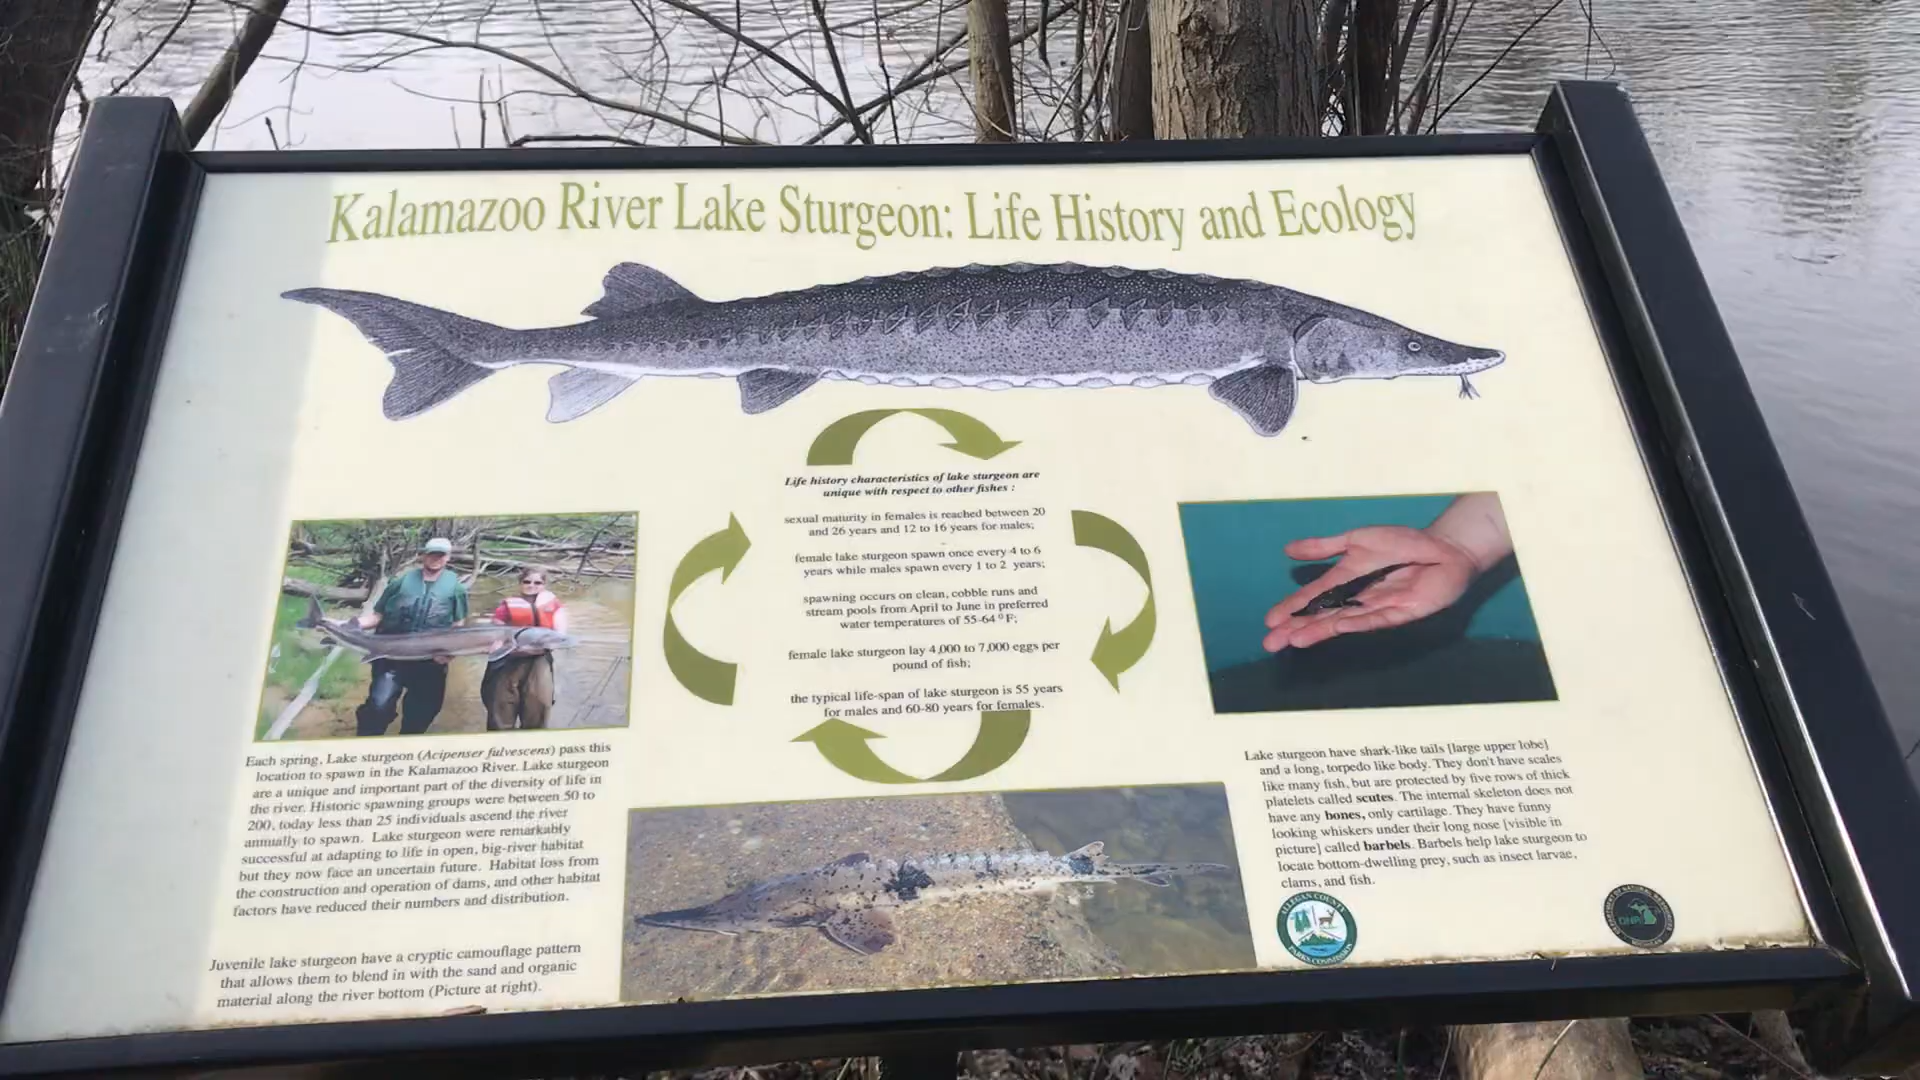 Kalamazoo River Lake Sturgeon: Life History and Ecology
Life history characteristics of lake sturgeon are
unique with respect to other fishes :
sexual maturity in females is reached between 20
and 26 years and 12 to 16 years for males;
female lake sturgeon spawn once every 4 to 6
years while males spawn every 1 to 2 years;
spawning occurs on clean, cobble runs and
stream pools from April to June in preferred
water temperatures of 55-64 ° F;
female lake sturgeon lay 4,000 to 7,000 eggs per
pound of fish;
the typical life-span of lake sturgeon is 55 years
for males and 60-80 years for females.
Each spring, Lake sturgeon (Acipenser fulvescens) pass this
location to spawn in the Kalamazoo River. Lake sturgeon
are a unique and important part of the diversity of life in
the river. Historic spawning groups were between 50 to
200, today less than 25 individuals ascend the river
annually to spawn. Lake sturgeon were remarkably
successful at adapting to life in open, big-river habitat
but they now face an uncertain future. Habitat loss from
the construction and operation of dams, and other habitat
factors have reduced their numbers and distribution.
Juvenile lake sturgeon have a cryptic camouflage pattern
that allows them to blend in with the sand and organic
material along the river bottom (Picture at right).
Lake sturgeon have shark-like tails [large upper lobe]
and a long, torpedo like body. They don't have scales
like many fish, but are protected by five rows of thick
platelets called scutes. The internal skeleton does not
have any bones, only cartilage. They have funny
looking whiskers under their long nose [visible in
picture] called barbels. Barbels help lake sturgeon to
locate bottom-dwelling prey, such as insect larvae,
clams, and fish.
ALLEGAN COUNTY
PARKS COMMISSION
DEPARTMENT OF NATURAL RESOURCES
DNR
MICHIGAN